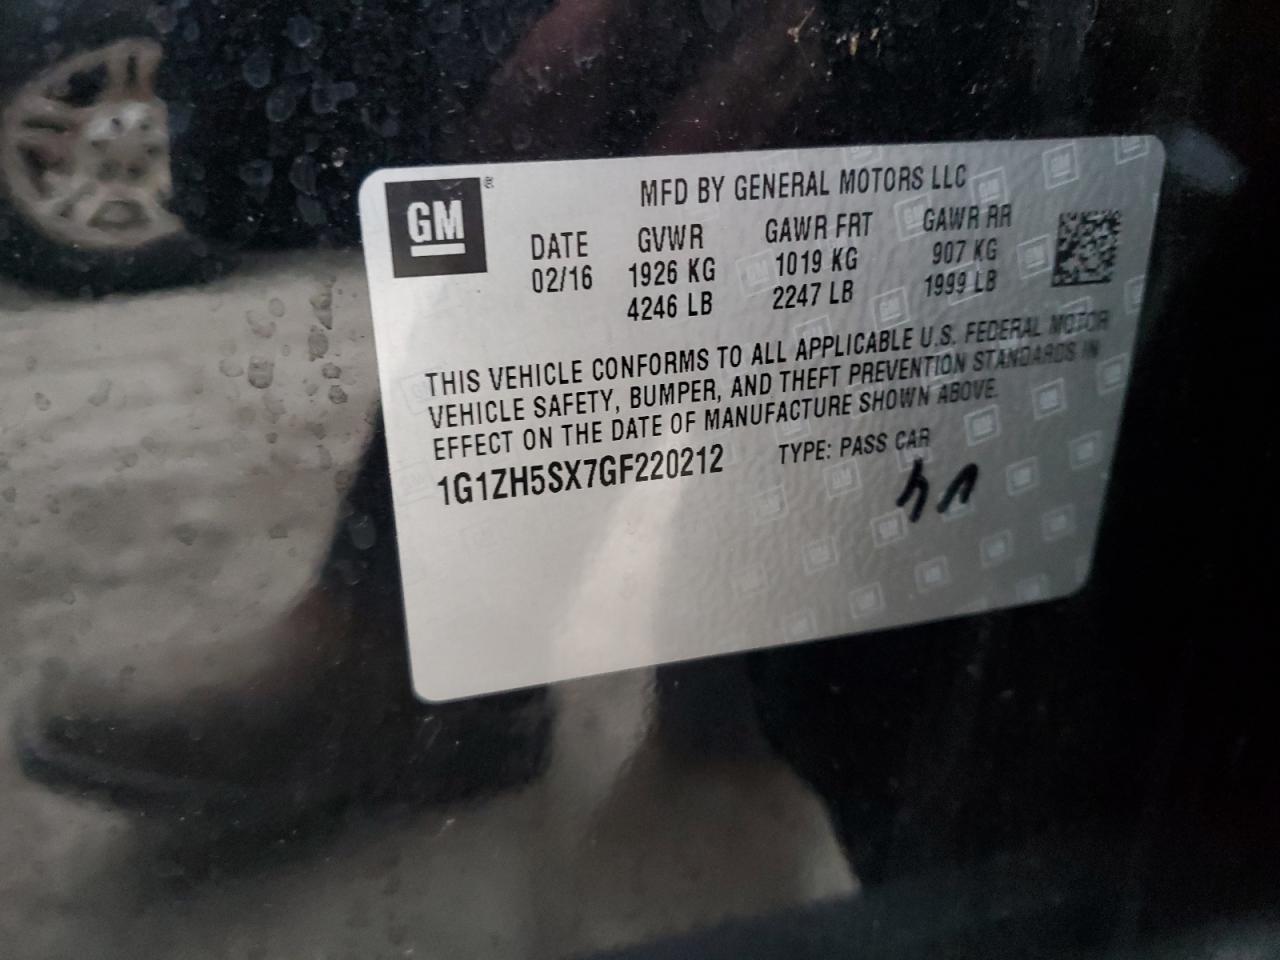 GM
MFD BY GENERAL MOTORS LLC
DATE GVWR GAWR FRT GAWR RR
02/16 1926 KG 1019 KG 907 KG
4246 LB 2247 LB 1999 LB
THIS VEHICLE CONFORMS TO ALL APPLICABLE U.S. FEDERAL MOTOR
VEHICLE SAFETY, BUMPER, AND THEFT PREVENTION STANDARDS IN
EFFECT ON THE DATE OF MANUFACTURE SHOWN ABOVE.
1G1ZH5SX7GF220212 TYPE: PASS CAR